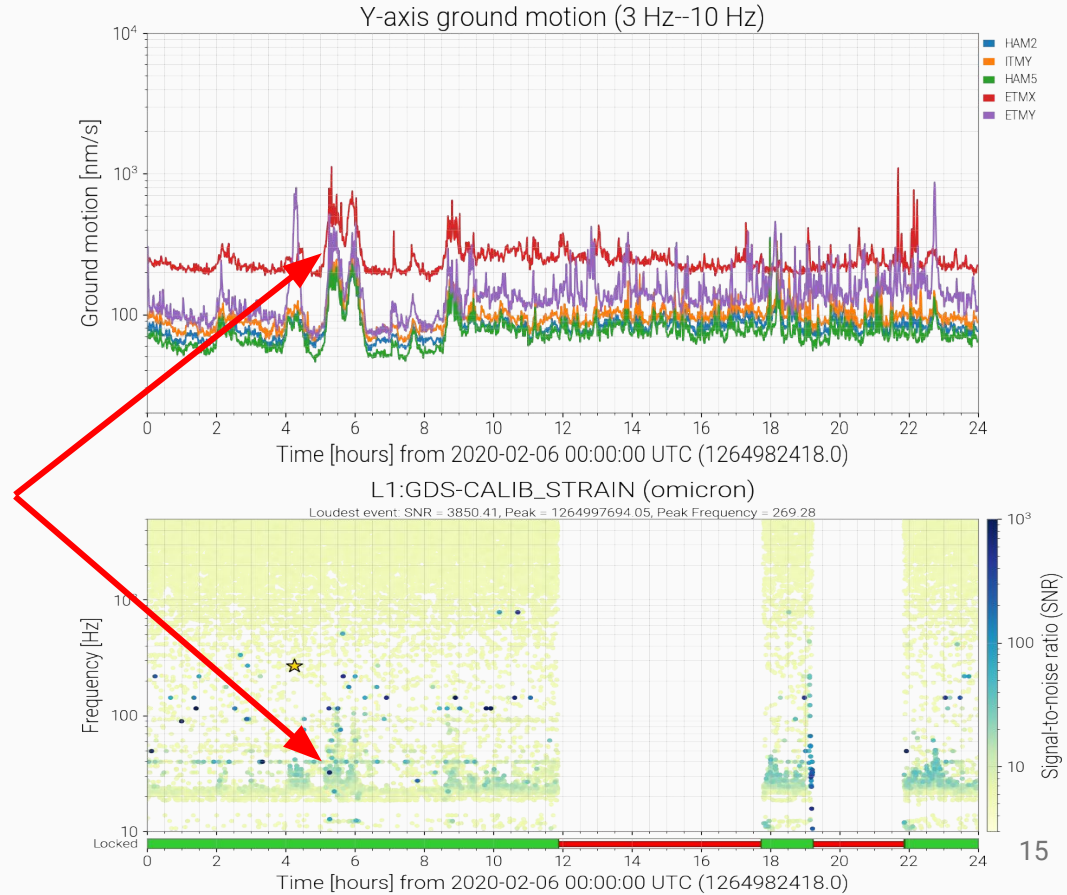 Y-axis ground motion (3 Hz--10 Hz)
Ground motion [nm/s]
10⁴
10³
100
HAM2
ITMY
HAM5
ETMX
ETMY
0 2 4 6 8 10 12 14 16 18 20 22 24
Time [hours] from 2020-02-06 00:00:00 UTC (1264982418.0)
L1:GDS-CALIB_STRAIN (omicron)
Loudest event: SNR = 3850.41, Peak = 1264997694.05, Peak Frequency = 269.28
Frequency [Hz]
10³
100
10
Locked
10³
100
10
Signal-to-noise ratio (SNR)
0 2 4 6 8 10 12 14 16 18 20 22 24
Time [hours] from 2020-02-06 00:00:00 UTC (1264982418.0)
15